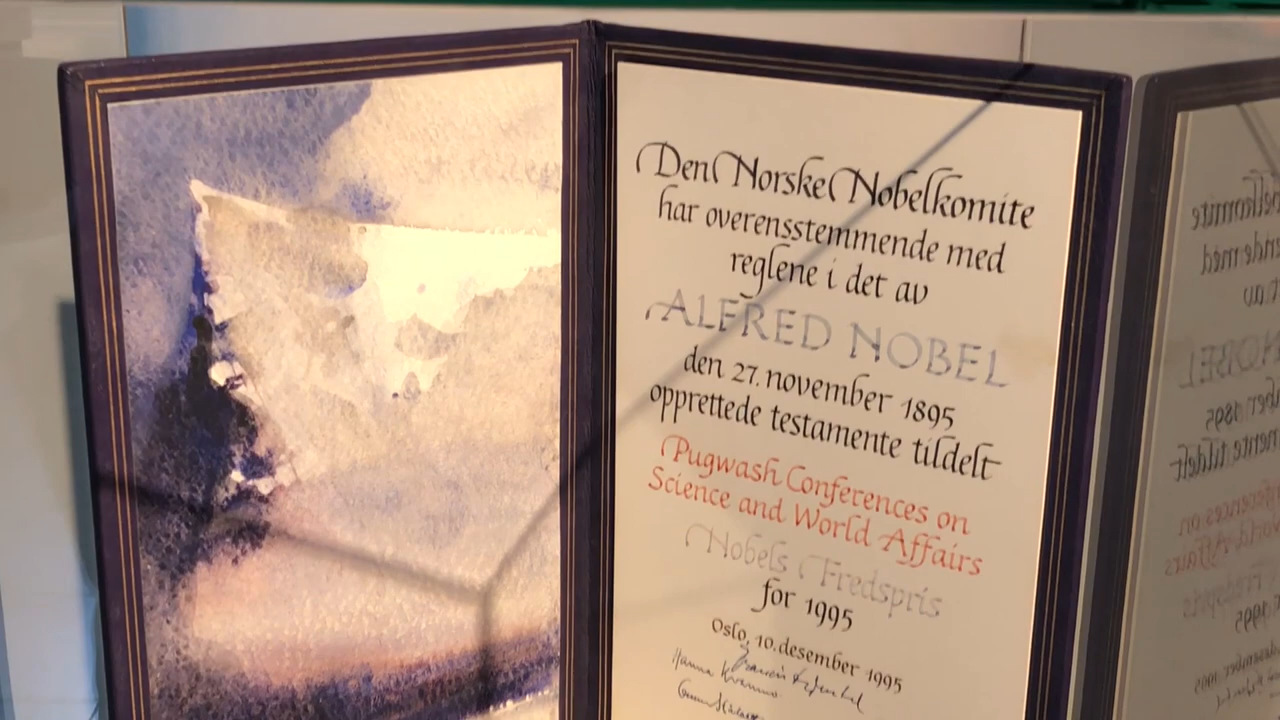 Den Norske Nobelkomite
har overensstemmende med
reglene i det av
ALFRED NOBEL
den 27. november 1895
opprettede testamente tildelt
Pugwash Conferences on
Science and World Affairs
Nobels Fredspris
for 1995
Oslo, 10. desember 1995